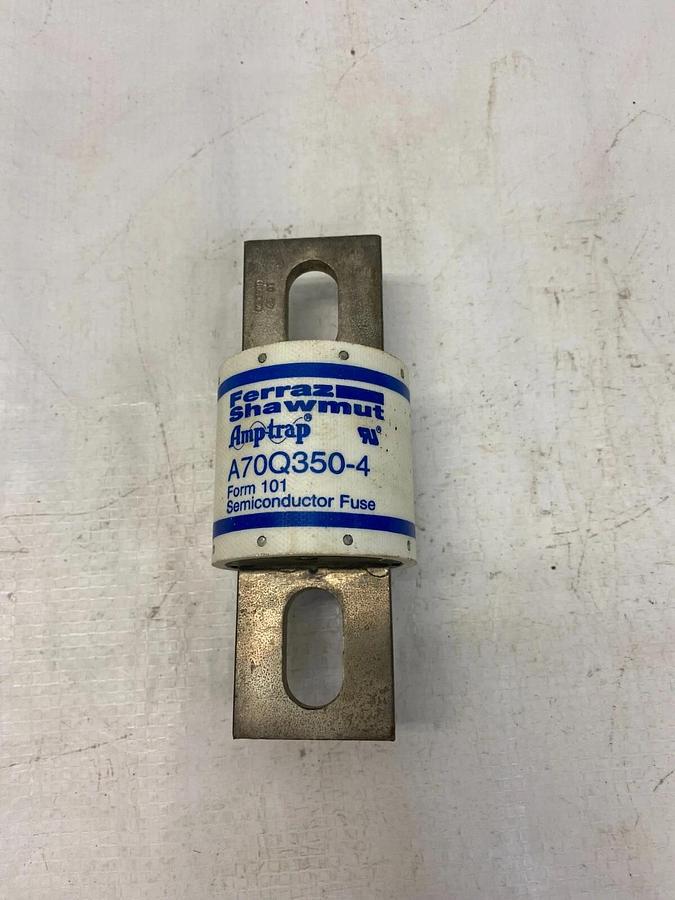 Ferraz
Shawmut
Amp-trap®
A70Q350-4
Form 101
Semiconductor Fuse